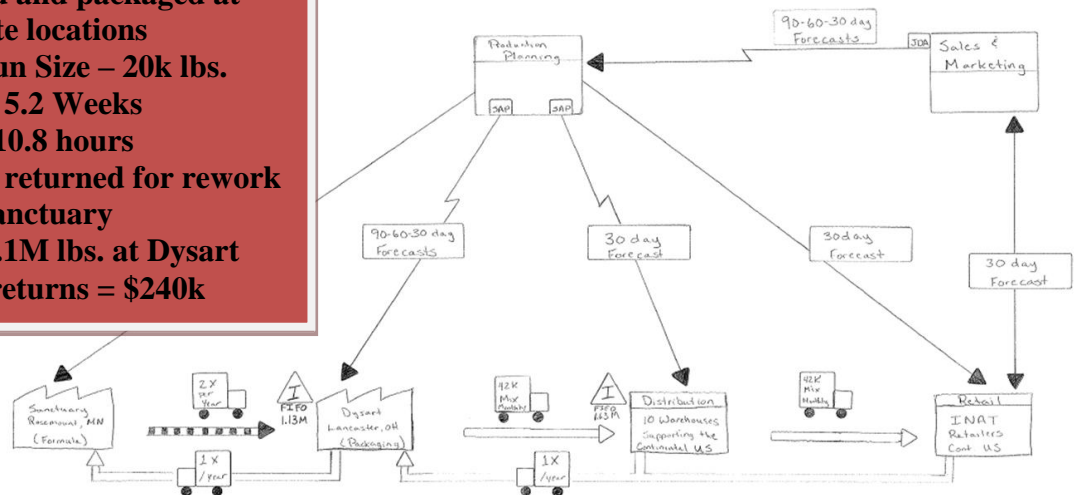 d and packaged at
te locations
un Size – 20k lbs.
5.2 Weeks
10.8 hours
returned for rework
anctuary
.1M lbs. at Dysart
returns = $240k
90-60-30 day
Forecasts
Production
Planning
SAP
SAP
JDA
Sales &
Marketing
90-60-30 day
Forecasts
30 day
Forecast
30day
Forecast
30 day
Forecast
Sanctuary
Rosemount, MN
(Formula)
2X
per
Year
I
FIFO
1.13M
Dysart
Lancaster, OH
(Packaging)
42K
Mix
Monthly
I
FIFO
Distribution
10 Warehouses
Supporting the
Continental US
42K
Mix
Monthly
Retail
INAT
Retailers
Cont US
1X
/year
1X
/year